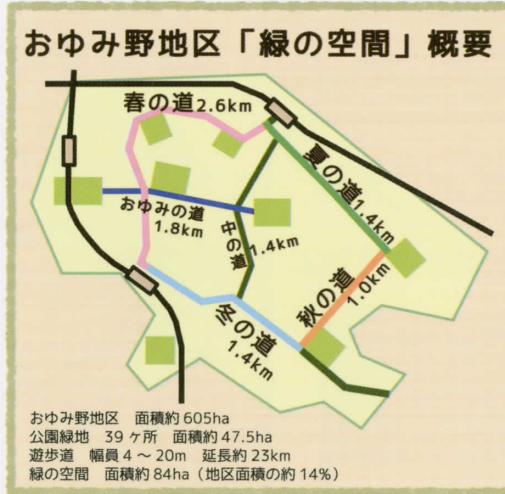 おゆみ野地区「緑の空間」概要
春の道2.6km
夏の道1.4km
おゆみの道
1.8km
中の道1.4km
秋の道
1.0km
冬の道
1.4km
おゆみ野地区 面積約605ha
公園緑地 39ヶ所 面積約47.5ha
遊歩道 幅員4～20m 延長約23km
緑の空間 面積約84ha（地区面積の約14%）